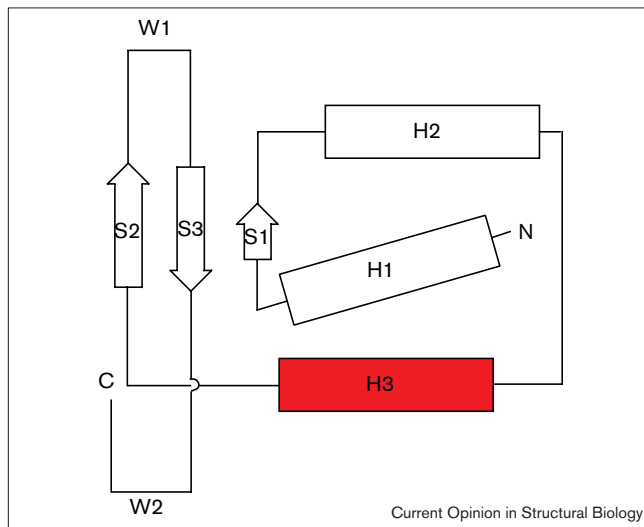 W1
H2
S2
S3
S1
N
H1
C
H3
W2
Current Opinion in Structural Biology